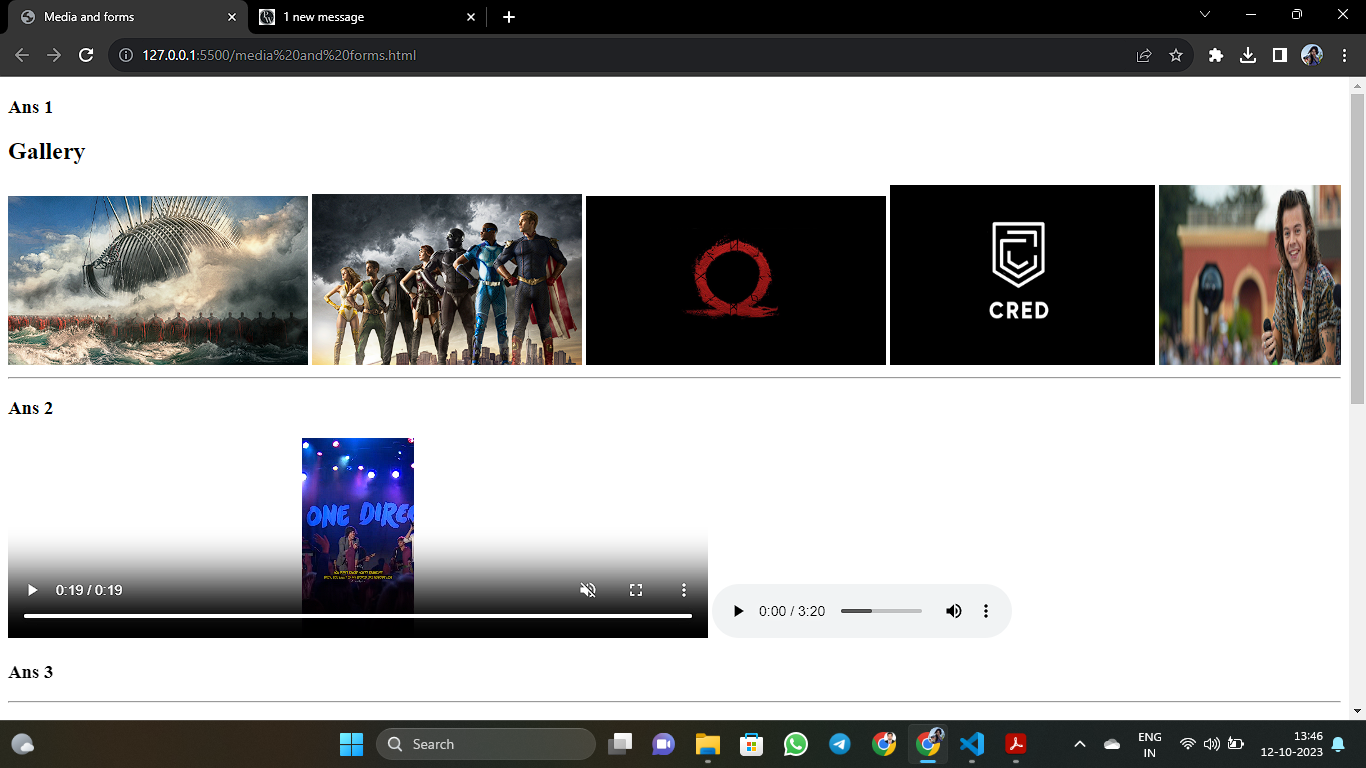 Media and forms
1 new message
127.0.0.1:5500/media%20and%20forms.html
Ans 1
Gallery
CRED
Ans 2
ONE DIREC
0:19 / 0:19
0:00 / 3:20
Ans 3
Search
ENG
IN
13:46
12-10-2023